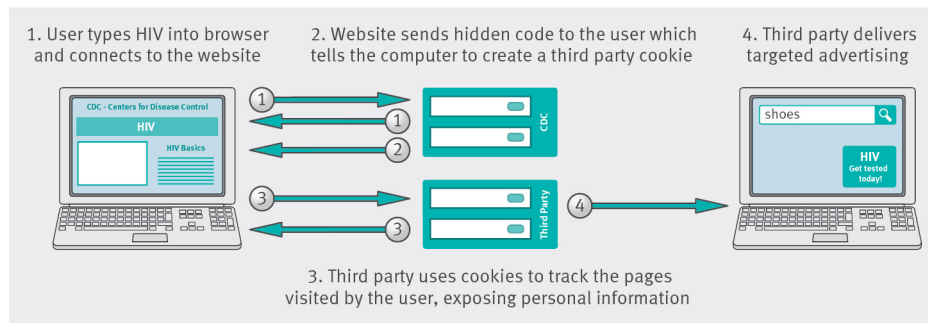 1. User types HIV into browser
and connects to the website
2. Website sends hidden code to the user which
tells the computer to create a third party cookie
4. Third party delivers
targeted advertising
CDC - Centers for Disease Control
HIV
HIV Basics
1
1
2
CDC
3
3
Third Party
4
shoes
HIV
Get tested
today!
3. Third party uses cookies to track the pages
visited by the user, exposing personal information